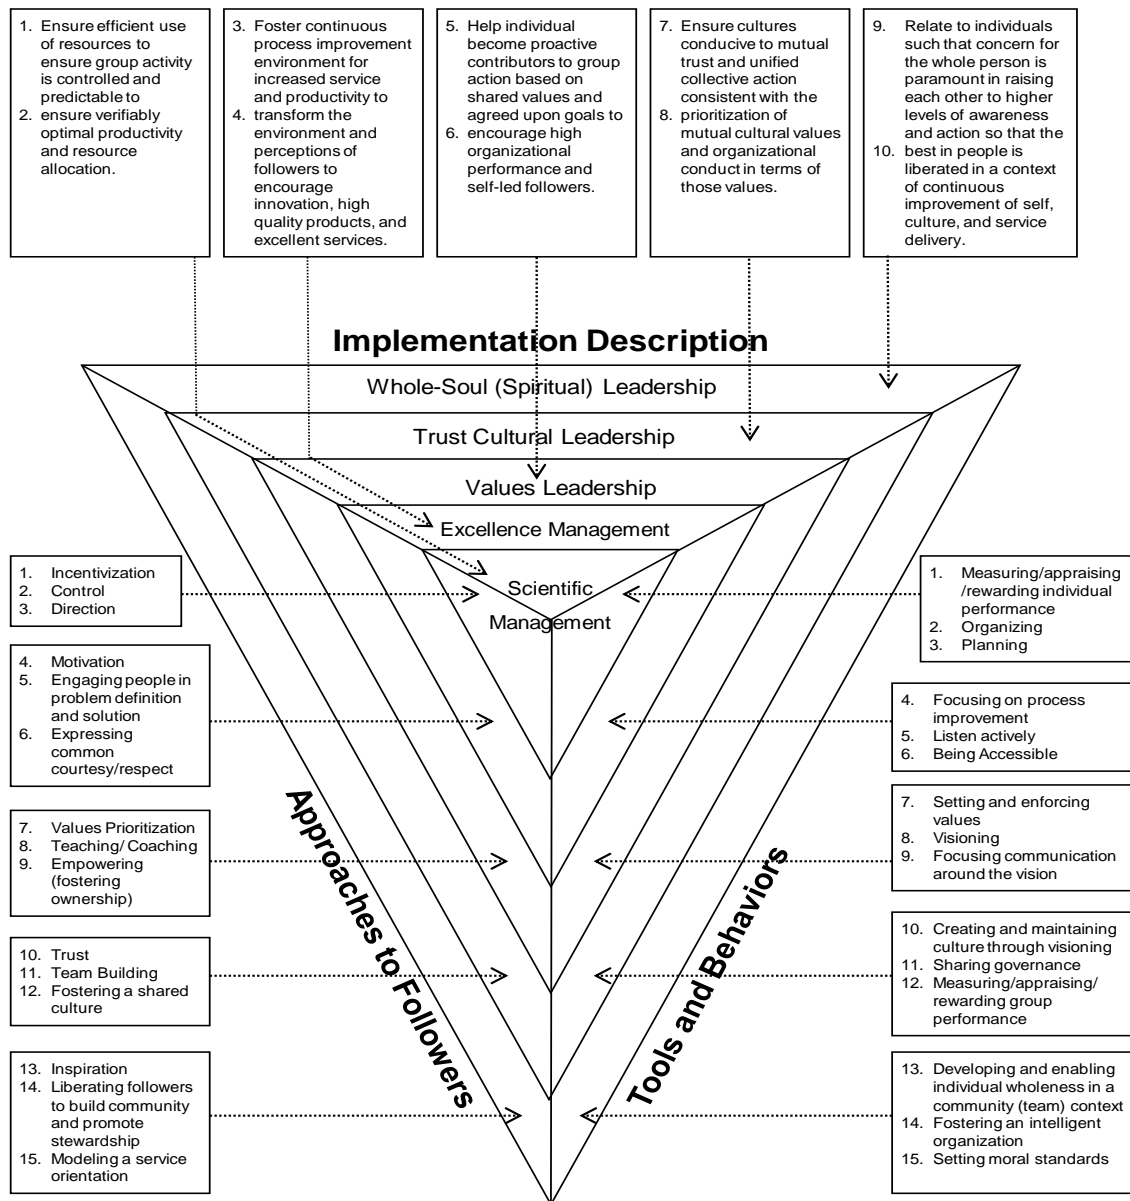 1. Ensure efficient use
of resources to
ensure group activity
is controlled and
predictable to
2. ensure verifiably
optimal productivity
and resource
allocation.
3. Foster continuous
process improvement
environment for
increased service
and productivity to
4. transform the
environment and
perceptions of
followers to
encourage
innovation, high
quality products, and
excellent services.
5. Help individual
become proactive
contributors to group
action based on
shared values and
agreed upon goals to
6. encourage high
organizational
performance and
self-led followers.
7. Ensure cultures
conducive to mutual
trust and unified
collective action
consistent with the
8. prioritization of
mutual cultural values
and organizational
conduct in terms of
those values.
9. Relate to individuals
such that concern for
the whole person is
paramount in raising
each other to higher
levels of awareness
and action so that the
10. best in people is
liberated in a context
of continuous
improvement of self,
culture, and service
delivery.
Implementation Description
Whole-Soul (Spiritual) Leadership
Trust Cultural Leadership
Values Leadership
Excellence Management
Scientific
Management
1. Incentivization
2. Control
3. Direction
4. Motivation
5. Engaging people in
problem definition
and solution
6. Expressing
common
courtesy/respect
7. Values Prioritization
8. Teaching/ Coaching
9. Empowering
(fostering
ownership)
10. Trust
11. Team Building
12. Fostering a shared
culture
13. Inspiration
14. Liberating followers
to build community
and promote
stewardship
15. Modeling a service
orientation
Approaches to Followers
Tools and Behaviors
1. Measuring/appraising
/rewarding individual
performance
2. Organizing
3. Planning
4. Focusing on process
improvement
5. Listen actively
6. Being Accessible
7. Setting and enforcing
values
8. Visioning
9. Focusing communication
around the vision
10. Creating and maintaining
culture through visioning
11. Sharing governance
12. Measuring/appraising/
rewarding group
performance
13. Developing and enabling
individual wholeness in a
community (team) context
14. Fostering an intelligent
organization
15. Setting moral standards